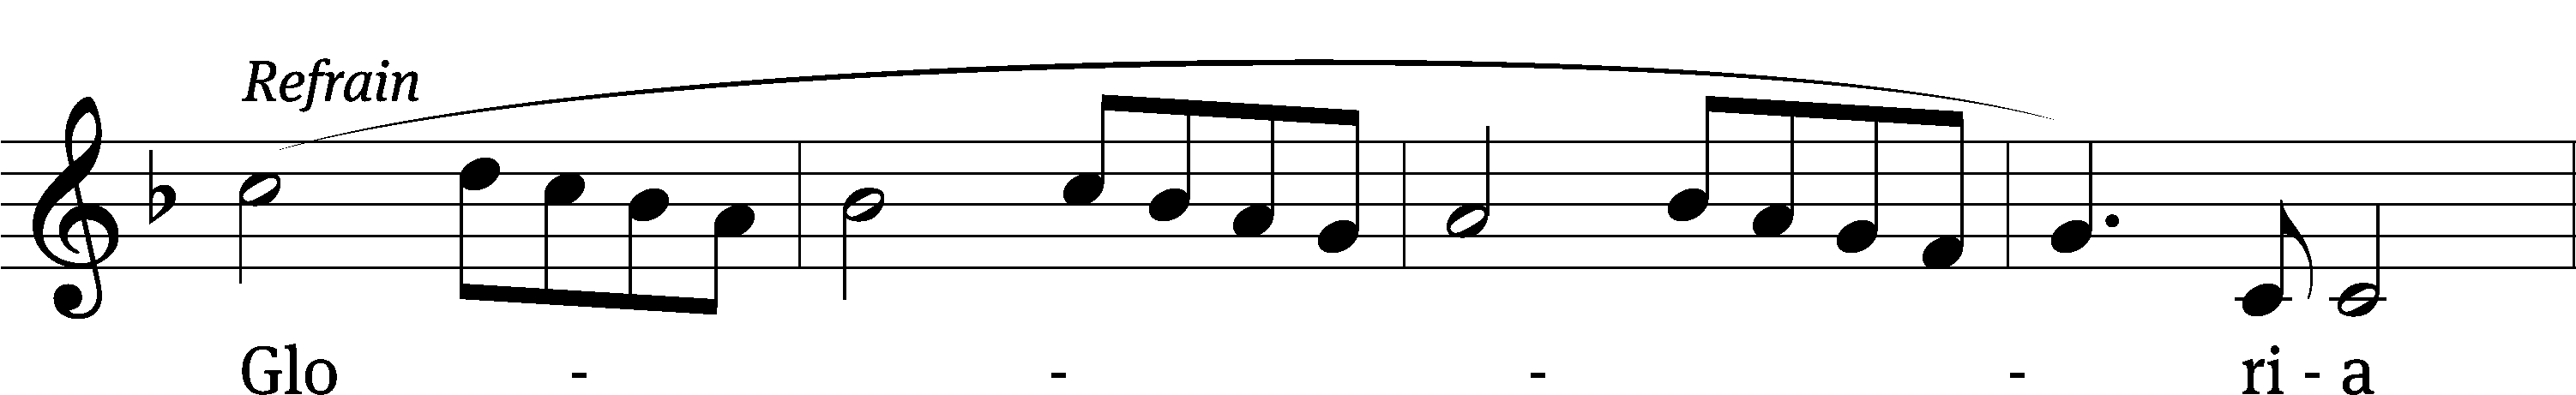 Refrain
Glo - - - - ri - a